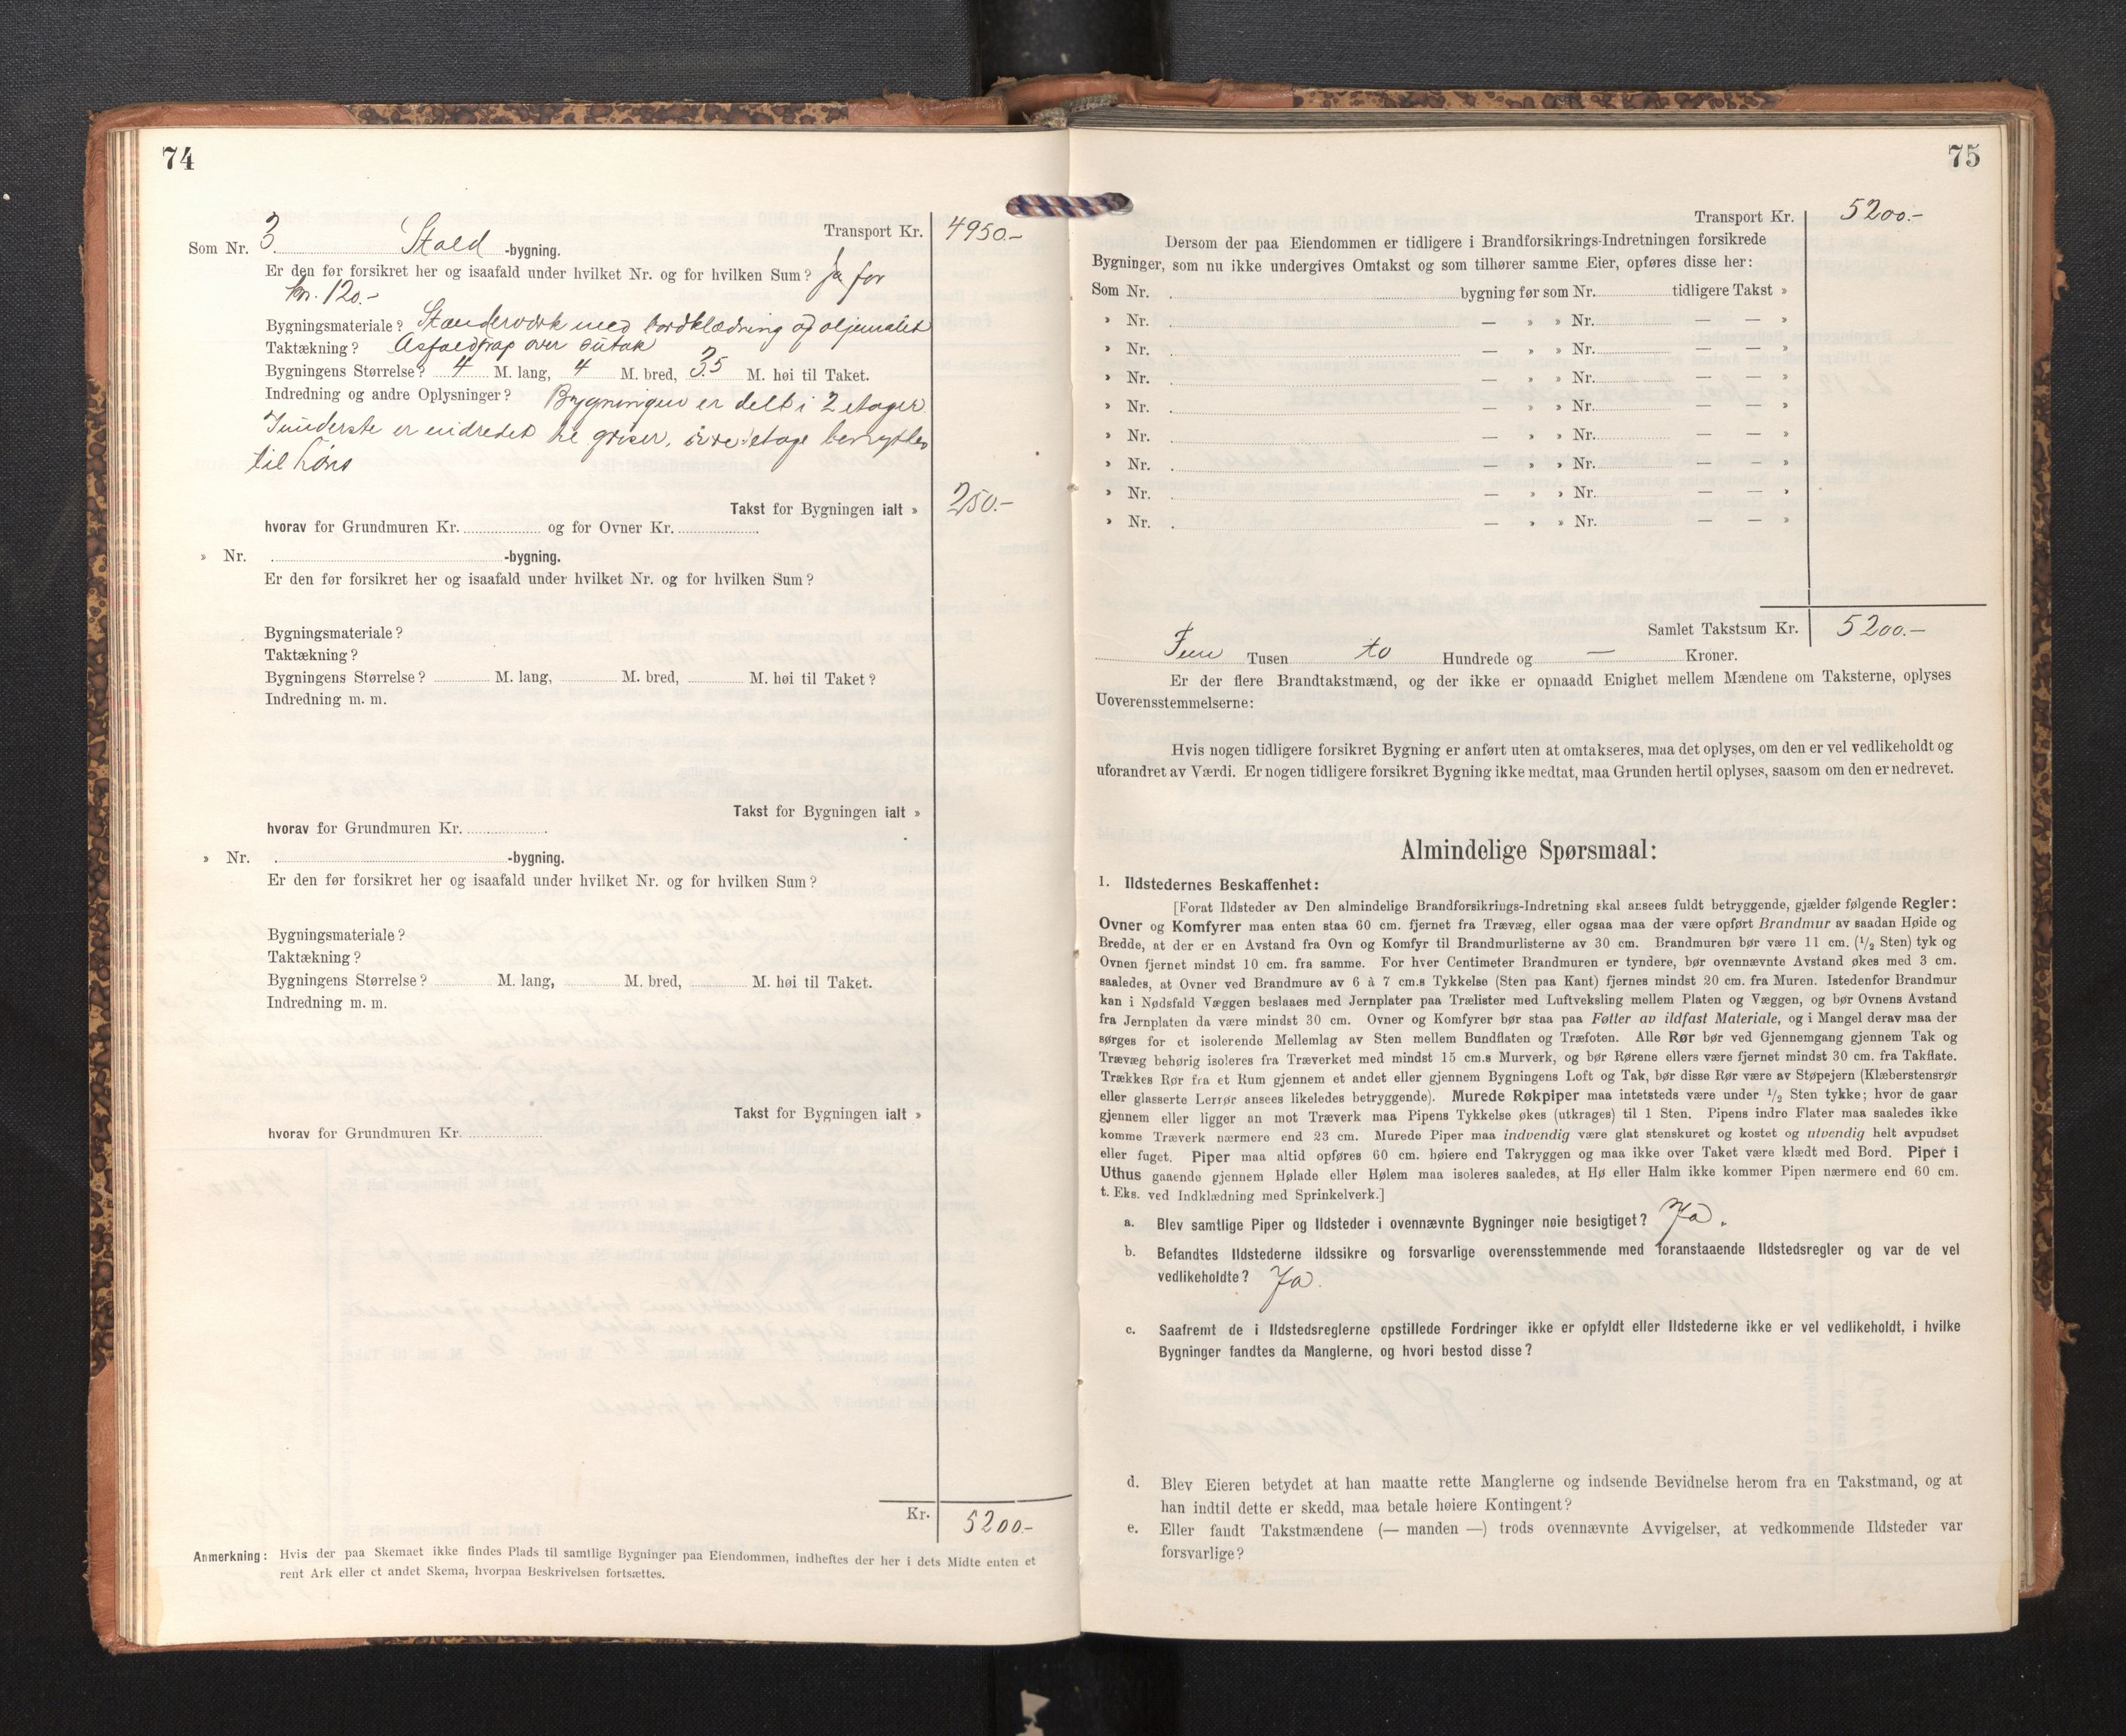 74
Transport Kr. 4950.-
Som Nr. 3 Stald -bygning.
Er den før forsikret her og isaafald under hvilket Nr. og for hvilken Sum? Ja for
kr. 120.-
Bygningsmateriale? Standerværk med bordklædning og oljemalet
Taktækning? Asfaldtpap over sutak
Bygningens Størrelse? 4 M. lang, 4 M. bred, 3.5 M. høi til Taket.
Indredning og andre Oplysninger? Bygningen er delt i 2 etager
I underste er indredet til griser, øvre etage benyttes
til høns
Takst for Bygningen ialt » 250.-
hvorav for Grundmuren Kr. og for Ovner Kr.
» Nr. -bygning.
Er den før forsikret her og isaafald under hvilket Nr. og for hvilken Sum?
Bygningsmateriale?
Taktækning?
Bygningens Størrelse? M. lang, M. bred, M. høi til Taket?
Indredning m. m.
Takst for Bygningen ialt »
hvorav for Grundmuren Kr.
» Nr. -bygning.
Er den før forsikret her og isaafald under hvilket Nr. og for hvilken Sum?
Bygningsmateriale?
Taktækning?
Bygningens Størrelse? M. lang, M. bred, M. høi til Taket.
Indredning m. m.
Takst for Bygningen ialt »
hvorav for Grundmuren Kr.
Kr. 5200.-
Anmerkning: Hvis der paa Skemaet ikke findes Plads til samtlige Bygninger paa Eiendommen, indheftes der her i dets Midte enten et
rent Ark eller et andet Skema, hvorpaa Beskrivelsen fortsættes.
75
Transport Kr. 5200.-
Dersom der paa Eiendommen er tidligere i Brandforsikrings-Indretningen forsikrede
Bygninger, som nu ikke undergives Omtakst og som tilhører samme Eier, opføres disse her:
Som Nr. bygning før som Nr. tidligere Takst »
» Nr. — » » Nr. — — »
» Nr. — » » Nr. — — »
» Nr. — » » Nr. — — »
» Nr. — » » Nr. — — »
» Nr. — » » Nr. — — »
» Nr. — » » Nr. — — »
» Nr. — » » Nr. — — »
» Nr. — » » Nr. — — »
Samlet Takstsum Kr. 5200.-
Fem Tusen to Hundrede og — Kroner.
Er der flere Brandtakstmænd, og der ikke er opnaadd Enighet mellem Mændene om Taksterne, oplyses
Uoverensstemmelserne:
Hvis nogen tidligere forsikret Bygning er anført uten at omtakseres, maa det oplyses, om den er vel vedlikeholdt og
uforandret av Værdi. Er nogen tidligere forsikret Bygning ikke medtat, maa Grunden hertil oplyses, saasom om den er nedrevet.
Almindelige Spørsmaal:
1. Ildstedernes Beskaffenhet:
[Forat Ildsteder av Den almindelige Brandforsikrings-Indretning skal ansees fuldt betryggende, gjælder følgende Regler:
Ovner og Komfyrer maa enten staa 60 cm. fjernet fra Trævæg, eller ogsaa maa der være opført Brandmur av saadan Høide og
Bredde, at der er en Avstand fra Ovn og Komfyr til Brandmurlisterne av 30 cm. Brandmuren bør være 11 cm. (1/2 Sten) tyk og
Ovnen fjernet mindst 10 cm. fra samme. For hver Centimeter Brandmuren er tyndere, bør ovennævnte Avstand økes med 3 cm.
saaledes, at Ovner ved Brandmure av 6 à 7 cm.s Tykkelse (Sten paa Kant) fjernes mindst 20 cm. fra Muren. Istedenfor Brandmur
kan i Nødsfald Væggen beslaaes med Jernplater paa Trælister med Luftveksling mellem Platen og Væggen, og bør Ovnens Avstand
fra Jernplaten da være mindst 30 cm. Ovner og Komfyrer bør staa paa Føtter av ildfast Materiale, og i Mangel derav maa der
sørges for et isolerende Mellemlag av Sten mellem Bundflaten og Træfoten. Alle Rør bør ved Gjennemgang gjennem Tak og
Trævæg behørig isoleres fra Træverket med mindst 15 cm.s Murverk, og bør Rørene ellers være fjernet mindst 30 cm. fra Takflate.
Trækkes Rør fra et Rum gjennem et andet eller gjennem Bygningens Loft og Tak, bør disse Rør være av Støpejern (Klæberstensrør
eller glasserte Lerrør ansees likeledes betryggende). Murede Røkpiper maa intetsteds være under 1/2 Sten tykke; hvor de gaar
gjennem eller ligger an mot Træverk maa Pipens Tykkelse økes (utkrages) til 1 Sten. Pipens indre Flater maa saaledes ikke
komme Træverk nærmere end 23 cm. Murede Piper maa indvendig være glat stenskuret og kostet og utvendig helt avpudset
eller fuget. Piper maa altid opføres 60 cm. høiere end Takryggen og maa ikke over Taket være klædt med Bord. Piper i
Uthus gaaende gjennem Hølade eller Hølem maa isoleres saaledes, at Hø eller Halm ikke kommer Pipen nærmere end 60 cm.
t. Eks. ved Indklædning med Sprinkelverk.]
a. Blev samtlige Piper og Ildsteder i ovennævnte Bygninger nøie besigtiget? Ja.
b. Befandtes Ildstederne ildssikre og forsvarlige overensstemmende med foranstaaende Ildstedsregler og var de vel
vedlikeholdte? Ja.
c. Saafremt de i Ildstedsreglerne opstillede Fordringer ikke er opfyldt eller Ildstederne ikke er vel vedlikeholdt, i hvilke
Bygninger fandtes da Manglerne, og hvori bestod disse?
d. Blev Eieren betydet at han maatte rette Manglerne og indsende Bevidnelse herom fra en Takstmand, og at
han indtil dette er skedd, maa betale høiere Kontingent?
e. Eller fandt Takstmændene (— manden —) trods ovennævnte Avvigelser, at vedkommende Ildsteder var
forsvarlige?